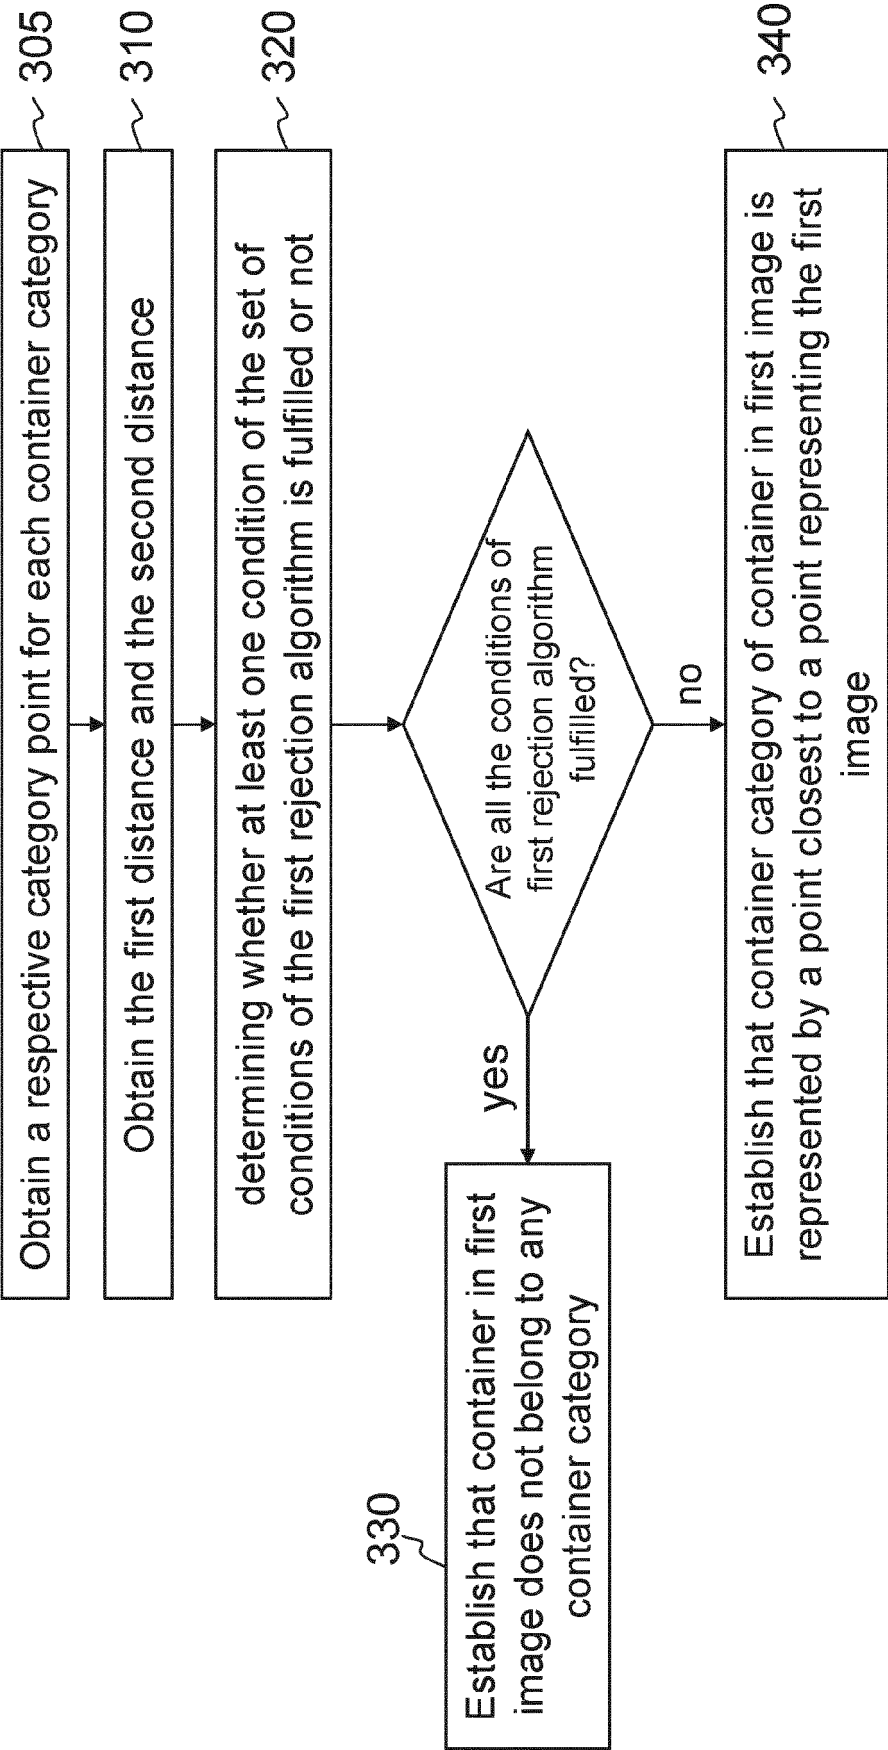 Obtain a respective category point for each container category
305
Obtain the first distance and the second distance
310
determining whether at least one condition of the set of
conditions of the first rejection algorithm is fulfilled or not
320
Are all the conditions of
first rejection algorithm
fulfilled?
yes
no
330
Establish that container in first
image does not belong to any
container category
Establish that container category of container in first image is
represented by a point closest to a point representing the first
image
340